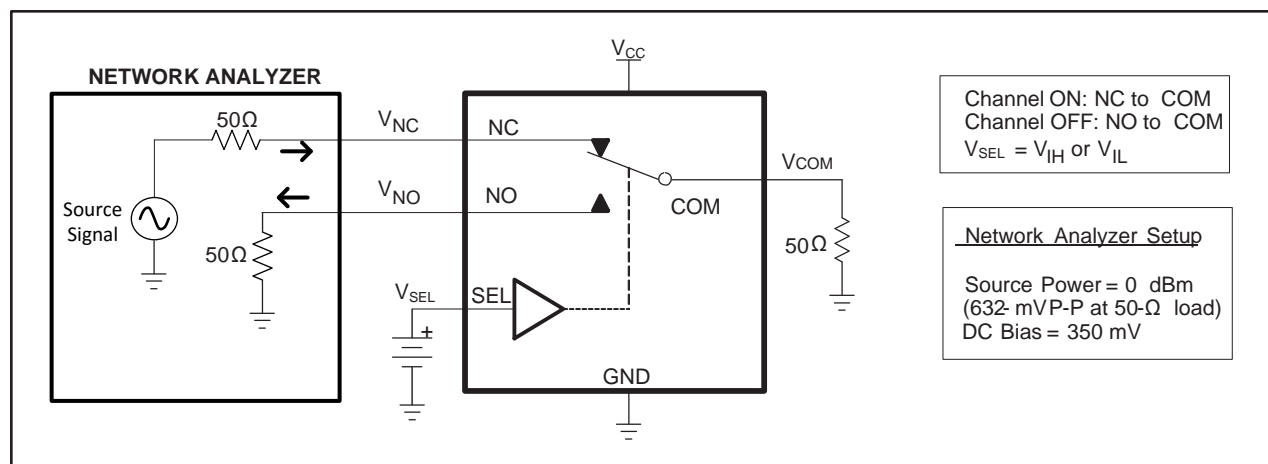 V_CC
NETWORK ANALYZER
50Ω
V_NC
NC
V_NO
NO
Source
Signal
50Ω
V_COM
COM
50Ω
V_SEL
SEL
+
GND
Channel ON: NC to COM
Channel OFF: NO to COM
V_SEL = V_IH or V_IL
Network Analyzer Setup
Source Power = 0 dBm
(632- mVP-P at 50-Ω load)
DC Bias = 350 mV